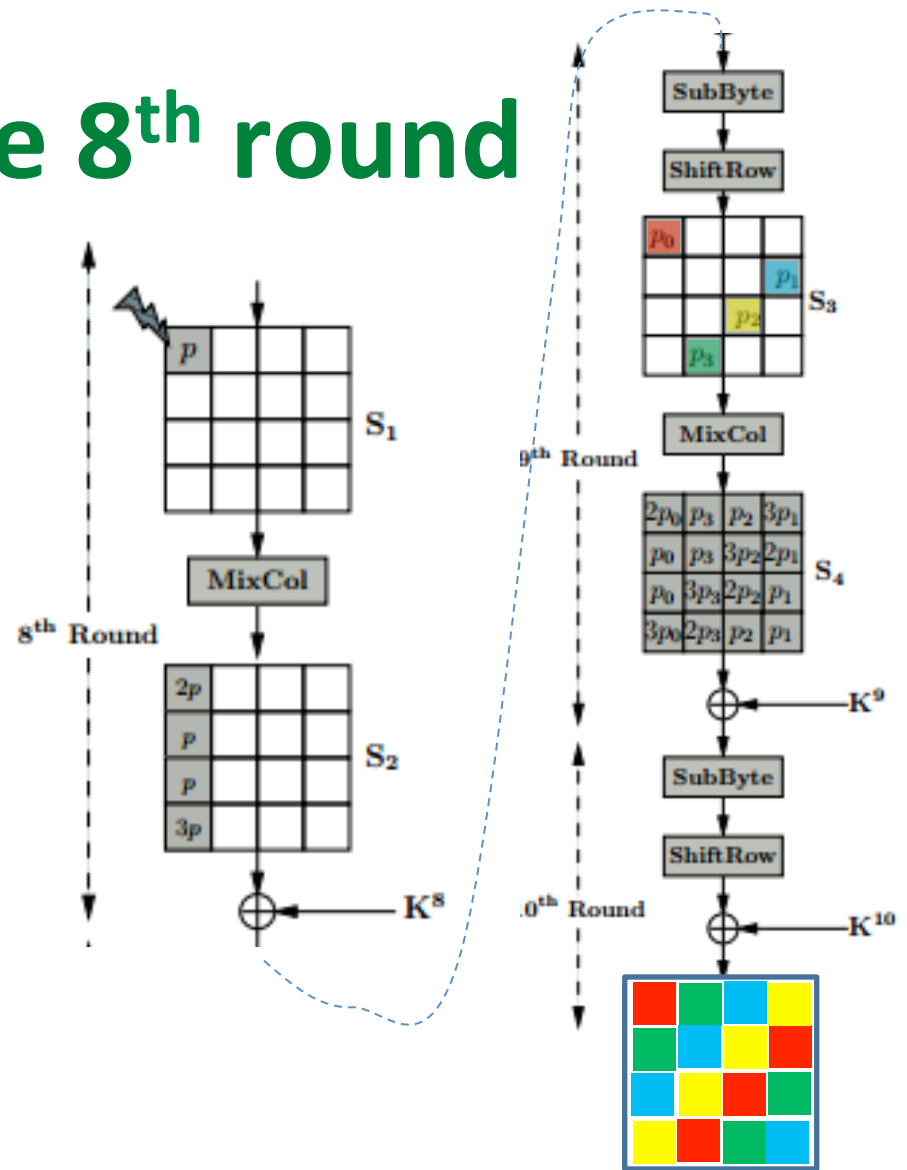 e 8th round
p
S1
MixCol
8th Round
2p
p
S2
p
3p
K8
SubByte
ShiftRow
p0
p1
S3
p2
p3
MixCol
9th Round
2p0 p3 p2 3p1
p0 p3 3p2 2p1
S4
p0 3p3 2p2 p1
3p0 2p3 p2 p1
K9
SubByte
ShiftRow
.0th Round
K10